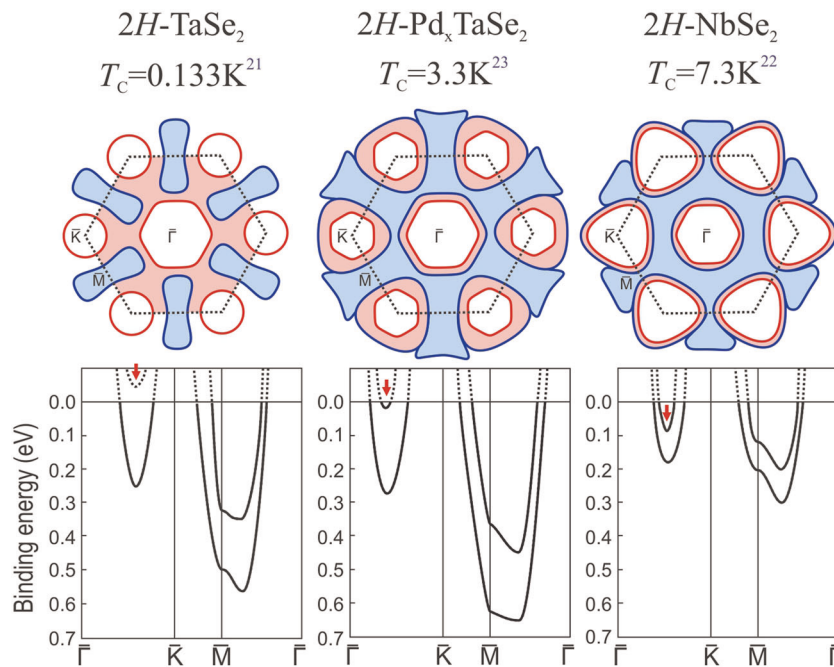 2H-TaSe₂ 2H-PdₓTaSe₂ 2H-NbSe₂
T_C=0.133K²¹ T_C=3.3K²³ T_C=7.3K²²
K̄ Γ̄ K̄ Γ̄ K̄ Γ̄
M̄ M̄ M̄
Binding energy (eV)
0.0 0.0 0.0
0.1 0.1 0.1
0.2 0.2 0.2
0.3 0.3 0.3
0.4 0.4 0.4
0.5 0.5 0.5
0.6 0.6 0.6
0.7 0.7 0.7
Γ̄ K̄ M̄ Γ̄ Γ̄ K̄ M̄ Γ̄ Γ̄ K̄ M̄